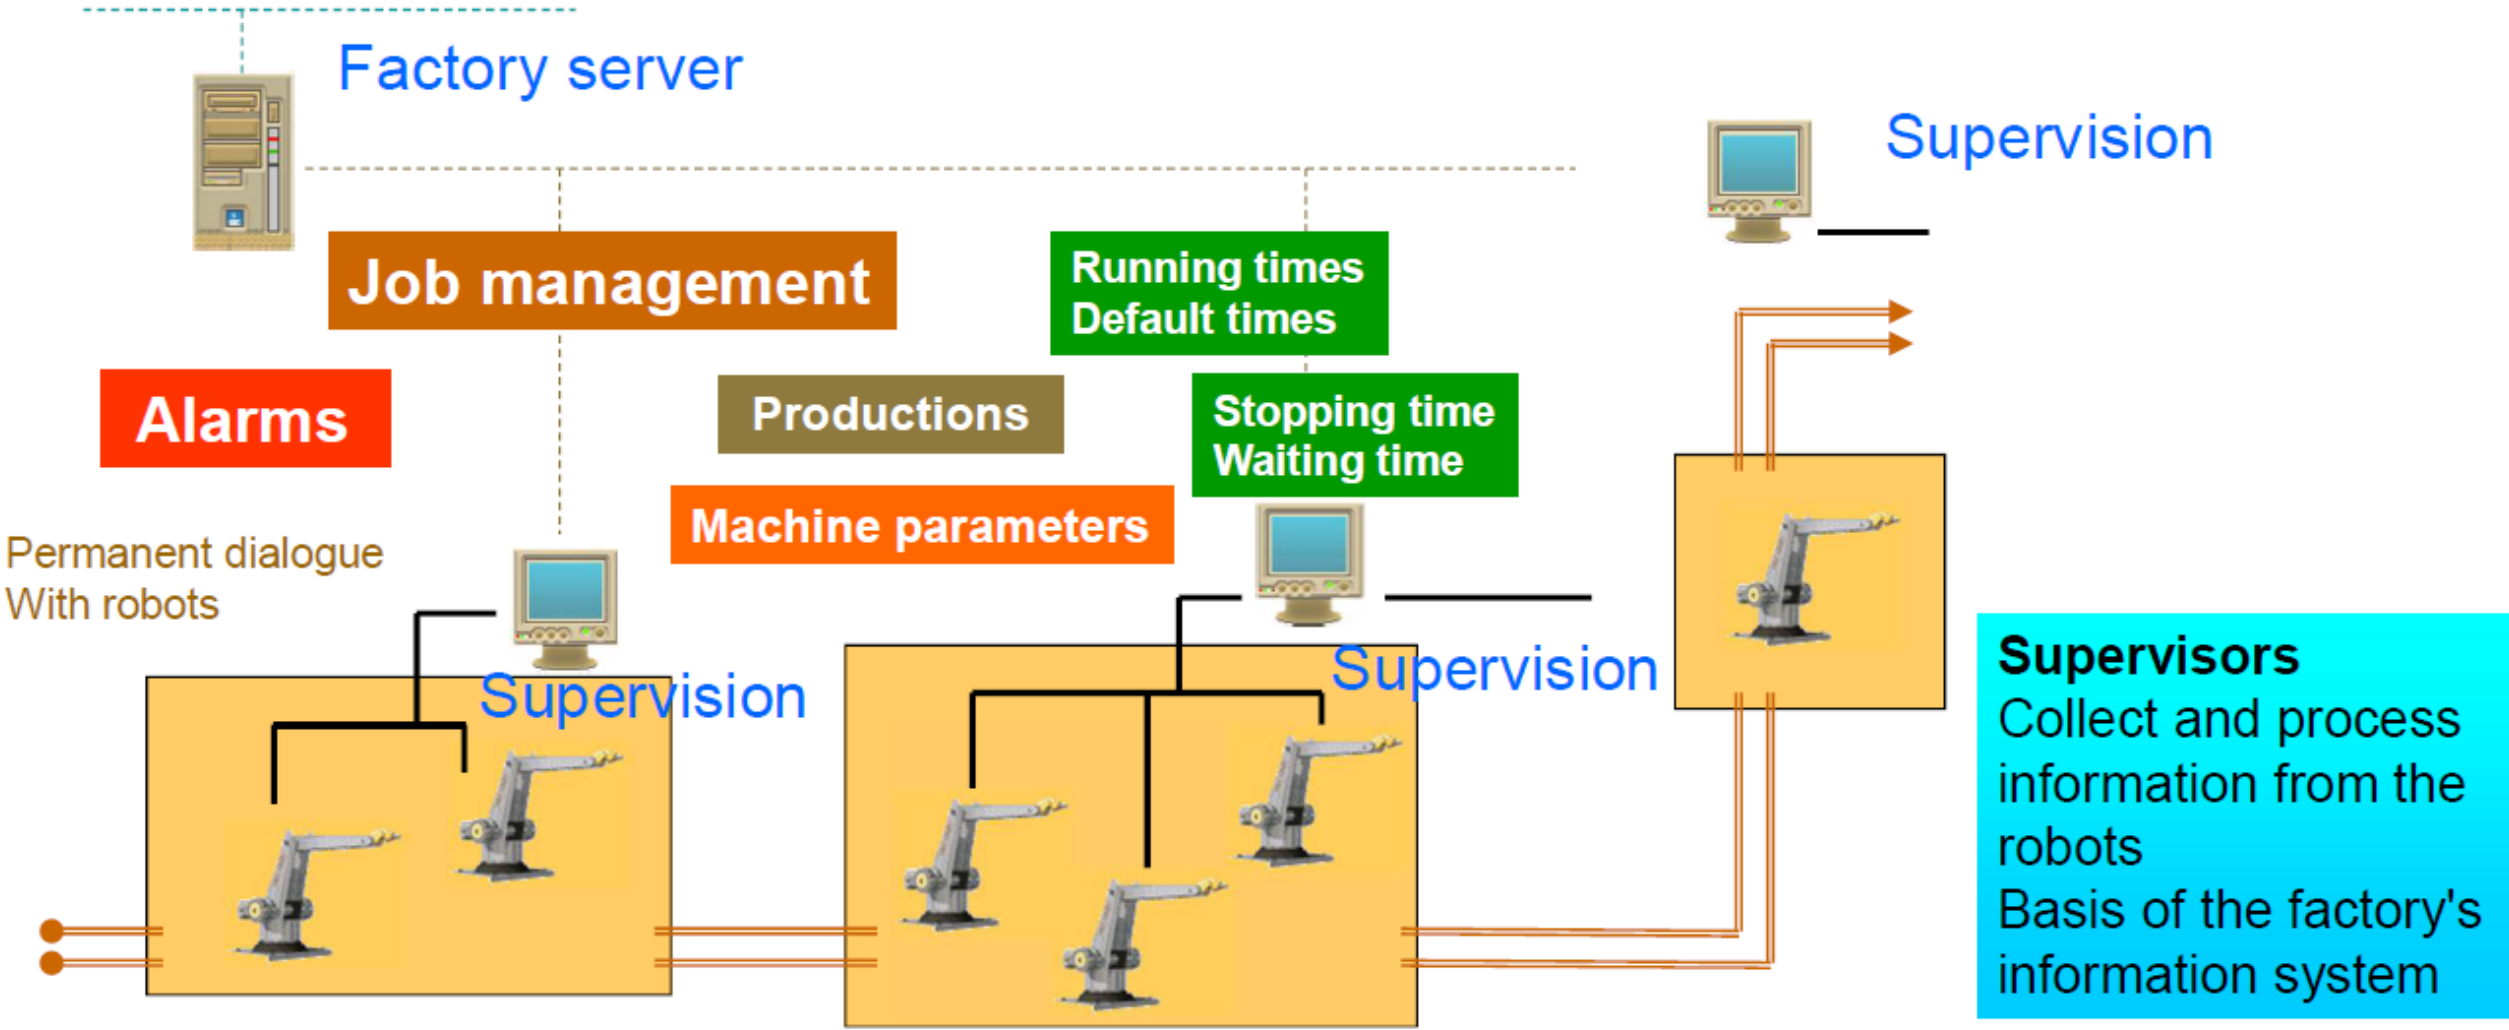 Factory server
Supervision
Job management
Running times
Default times
Alarms
Productions
Stopping time
Waiting time
Machine parameters
Permanent dialogue
With robots
Supervision
Supervision
Supervisors
Collect and process
information from the
robots
Basis of the factory's
information system